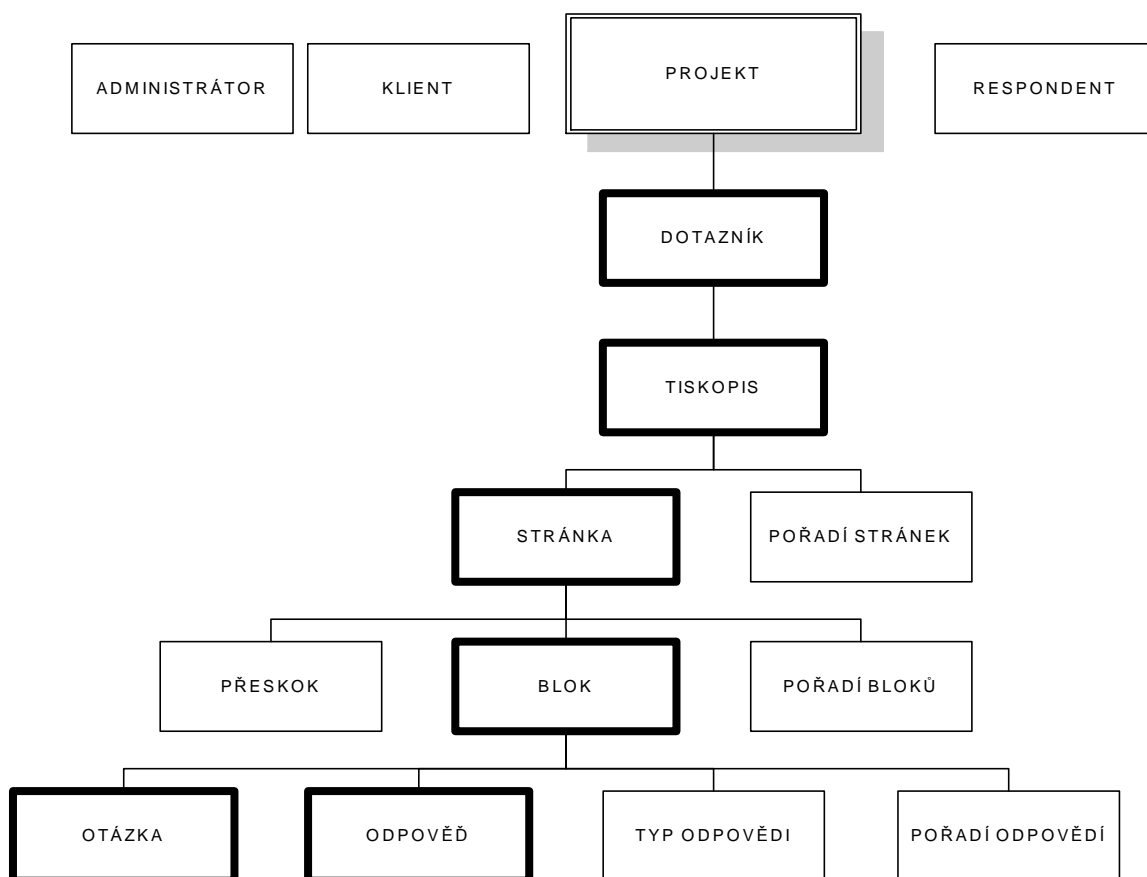 ADMINISTRÁTOR
KLIENT
PROJEKT
RESPONDENT
DOTAZNÍK
TISKOPIS
STRÁNKA
POŘADÍ STRÁNEK
PŘESKOK
BLOK
POŘADÍ BLOKŮ
OTÁZKA
ODPOVĚĎ
TYP ODPOVĚDI
POŘADÍ ODPOVĚDÍ